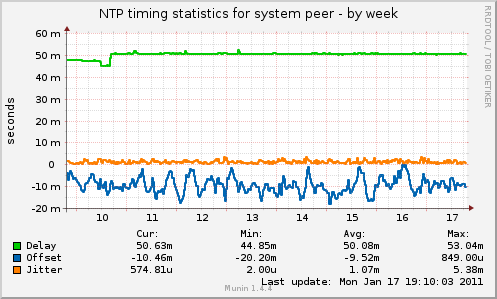 NTP timing statistics for system peer - by week
RRDTOOL / TOBI OETIKER
seconds
60 m
50 m
40 m
30 m
20 m
10 m
0
-10 m
-20 m
10 11 12 13 14 15 16 17
Cur: Min: Avg: Max:
Delay 50.63m 44.85m 50.08m 53.04m
Offset -10.46m -20.20m -9.52m 849.00u
Jitter 574.81u 2.00u 1.07m 5.38m
Last update: Mon Jan 17 19:10:03 2011
Munin 1.4.4